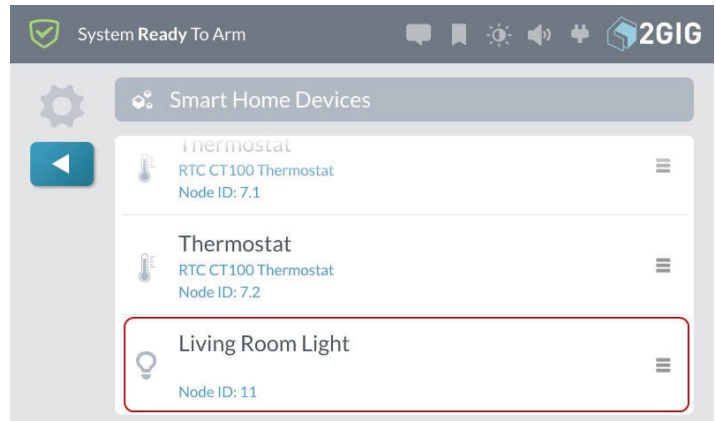 System Ready To Arm
2GIG
Smart Home Devices
Thermostat
RTC CT100 Thermostat
Node ID: 7.1
Thermostat
RTC CT100 Thermostat
Node ID: 7.2
Living Room Light
Node ID: 11